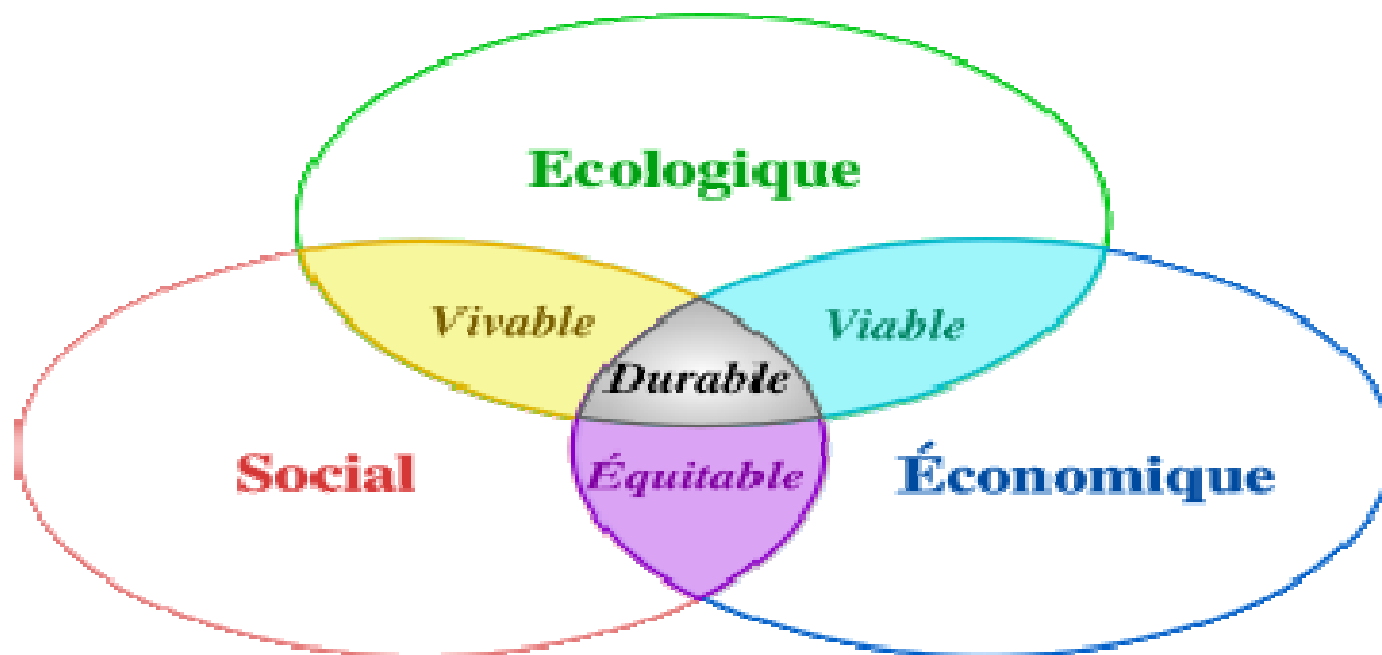 Ecologique
Vivable
Viable
Durable
Social
Équitable
Économique